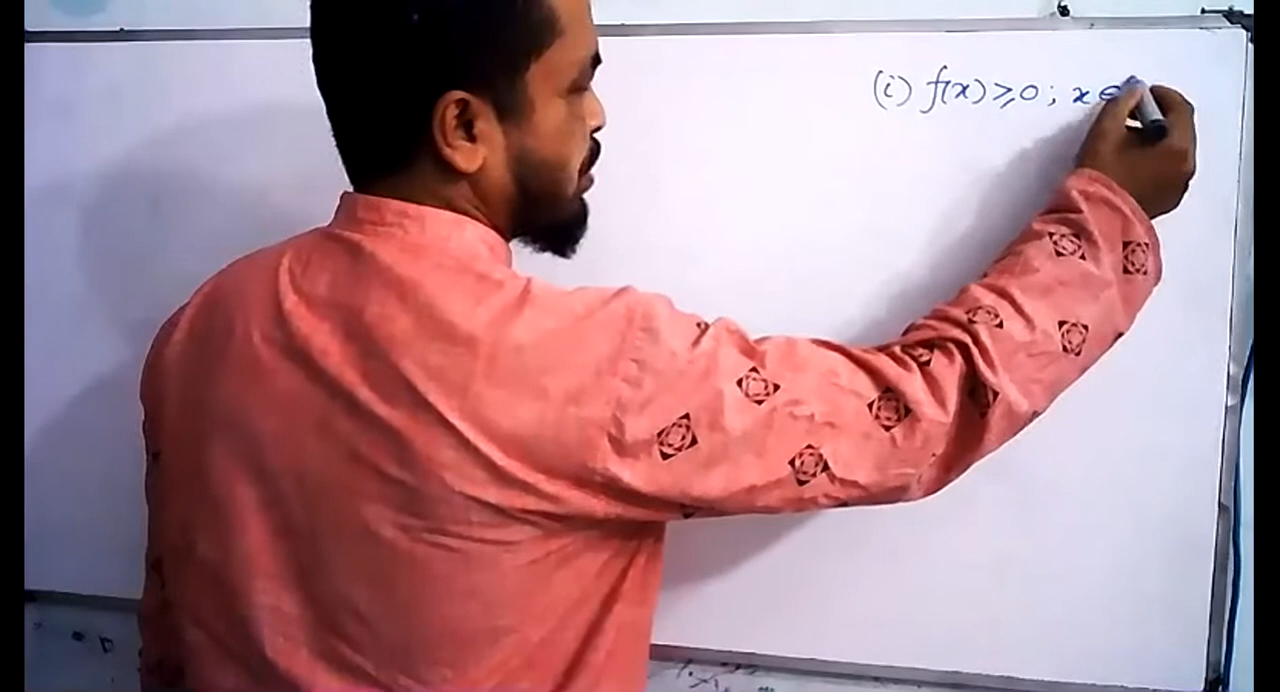 (i) f(x) ≥ 0 ; x ∈